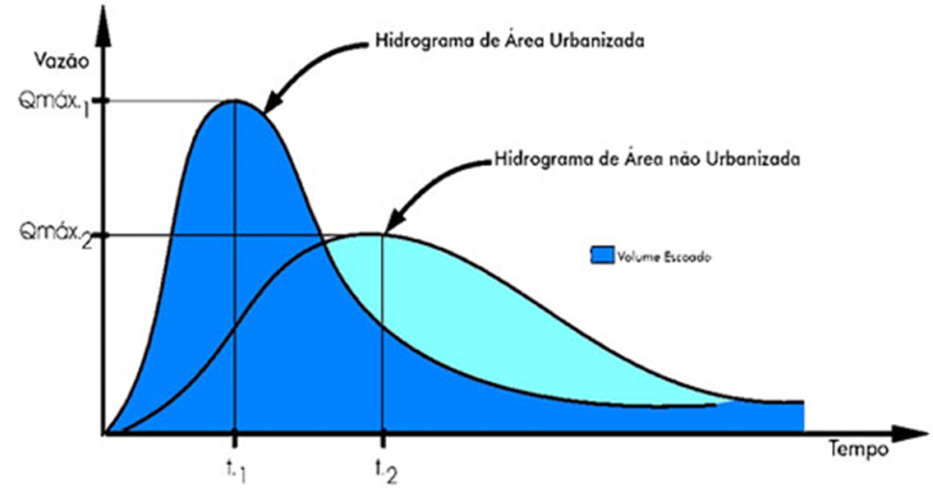 Hidrograma de Área Urbanizada
Vazão
Qmáx.1
Hidrograma de Área não Urbanizada
Qmáx.2
Volume Escoado
Tempo
t.1
t.2